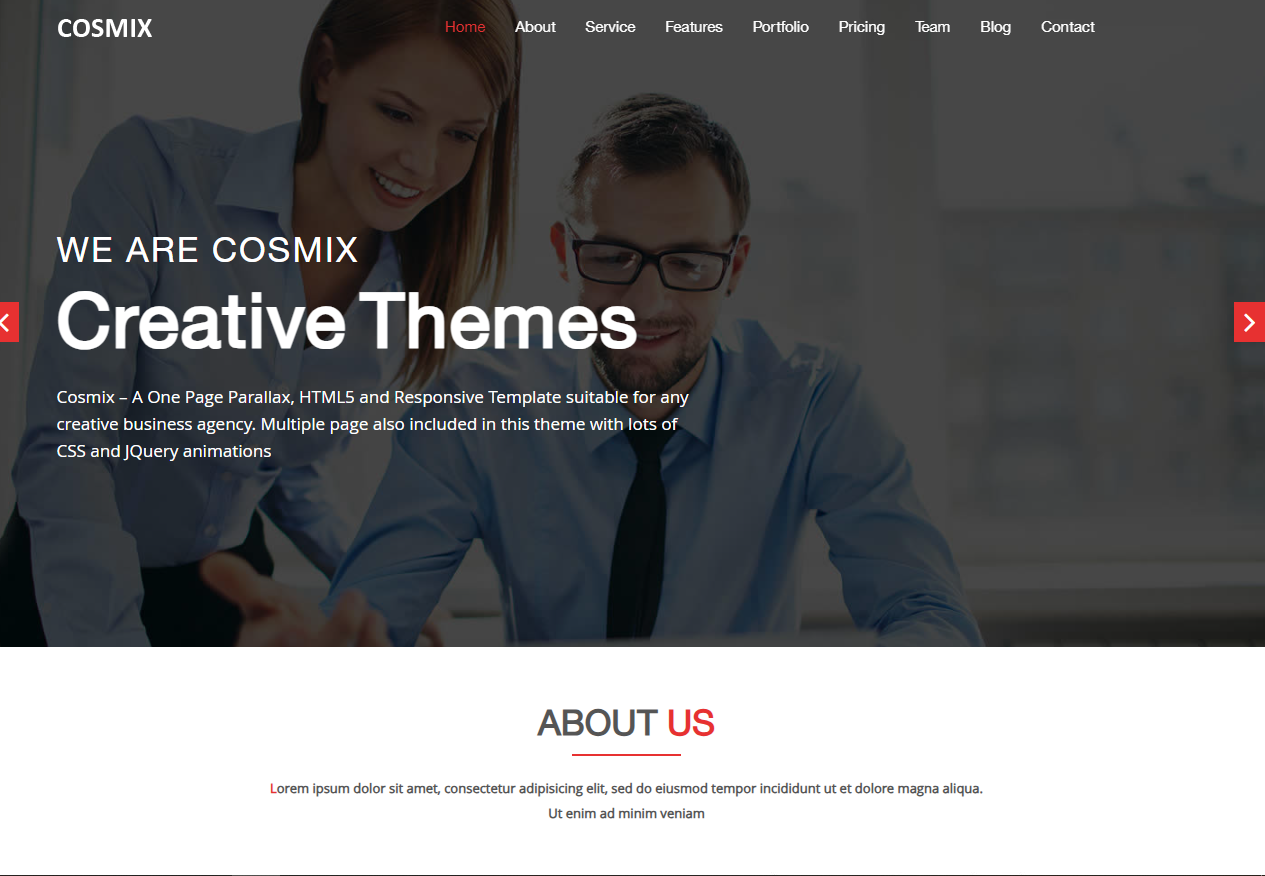 COSMIX
Home About Service Features Portfolio Pricing Team Blog Contact
WE ARE COSMIX
Creative Themes
Cosmix – A One Page Parallax, HTML5 and Responsive Template suitable for any
creative business agency. Multiple page also included in this theme with lots of
CSS and JQuery animations
ABOUT US
Lorem ipsum dolor sit amet, consectetur adipisicing elit, sed do eiusmod tempor incididunt ut et dolore magna aliqua.
Ut enim ad minim veniam